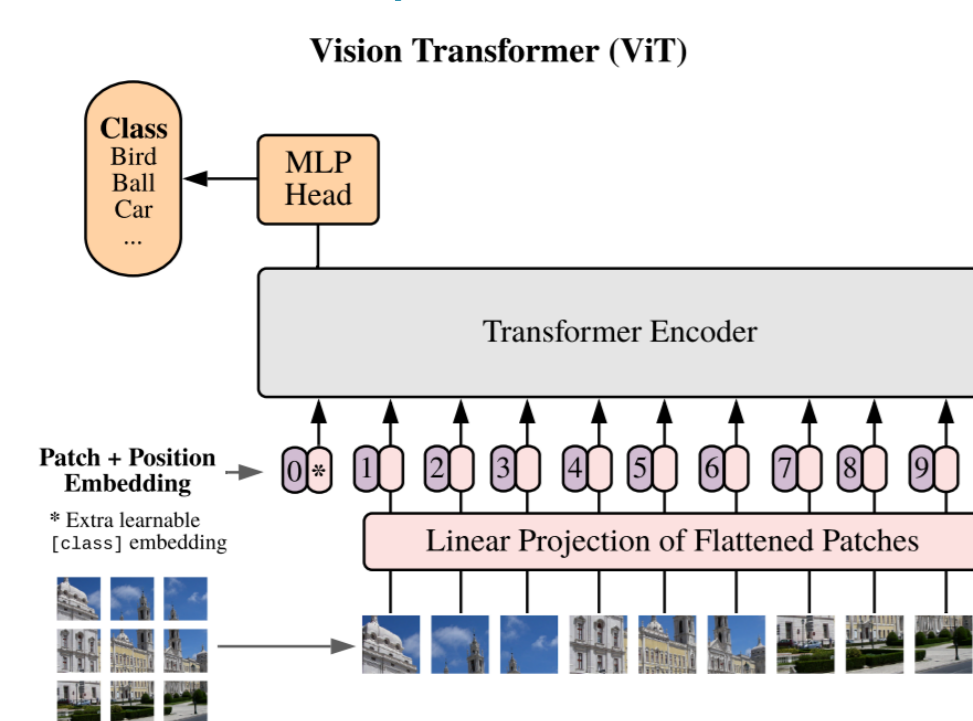 Vision Transformer (ViT)
Class
Bird
Ball
Car
...
MLP
Head
Transformer Encoder
Patch + Position
Embedding
0 * 1 2 3 4 5 6 7 8 9
* Extra learnable
[class] embedding
Linear Projection of Flattened Patches